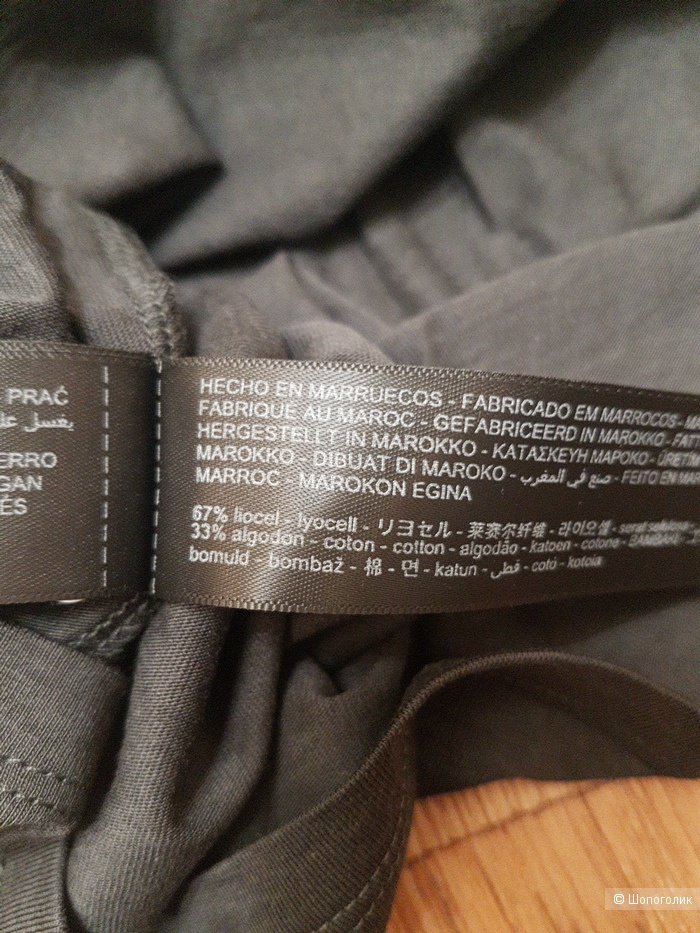 PRAĆ
يغسل
ERRO
GAN
ÉS
HECHO EN MARRUECOS - FABRICADO EM MARROCOS -
FABRIQUE AU MAROC - GEFABRICEERD IN MAROKKO -
HERGESTELLT IN MAROKKO - ΚΑΤΑΣΚΕΥΗ ΜΑΡΟΚΟ -
MAROKKO - DIBUAT DI MAROKO - صنع في المغرب - FEITO EN
MARROC - MAROKON EGINA
67% liocel - lyocell - リヨセル - 莱赛尔纤维 - 라이오셀 -
33% algodón - coton - cotton - algodão - katoen - cotone - ΒΑΜΒΑΚΙ -
bomuld - bombaž - 棉 - 면 - katun - قطن - cotó - kotoia
© Шопоголик